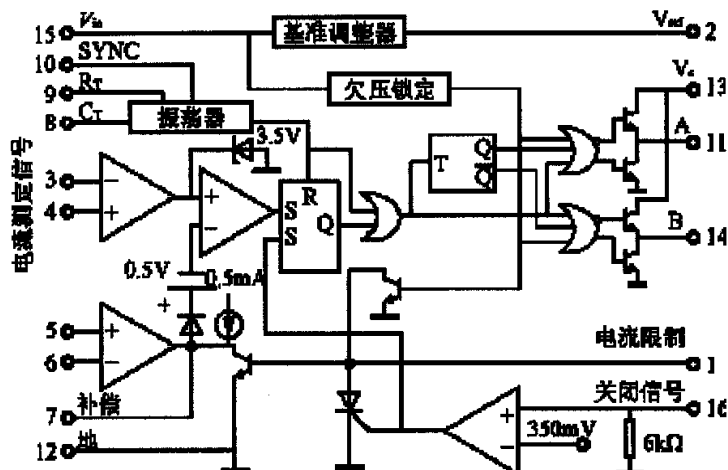 15 Vin
基准调整器
Vref 2
10 SYNC
9 RT
欠压锁定
Vc 13
8 CT
振荡器
3.5V
A 11
电流测定信号
3 −
4 +
+
−
R
S Q
S
T Q
Q
B 14
0.5V
0.5mA
+
5 +
6 −
电流限制
1
7 补偿
关闭信号
16
+
−
350mV
6kΩ
12 地